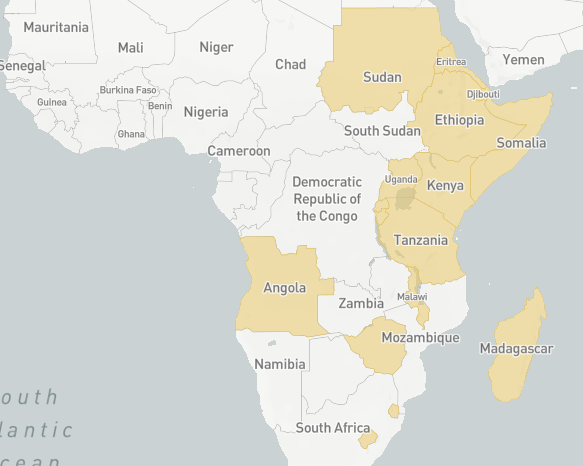 Mauritania
Mali
Niger
Chad
Sudan
Eritrea
Yemen
Senegal
Burkina Faso
Djibouti
Guinea
Benin
Nigeria
Ethiopia
Ghana
South Sudan
Somalia
Cameroon
Uganda
Kenya
Democratic
Republic of
the Congo
Tanzania
Angola
Malawi
Zambia
Mozambique
Madagascar
Namibia
outh
lantic
South Africa
cean